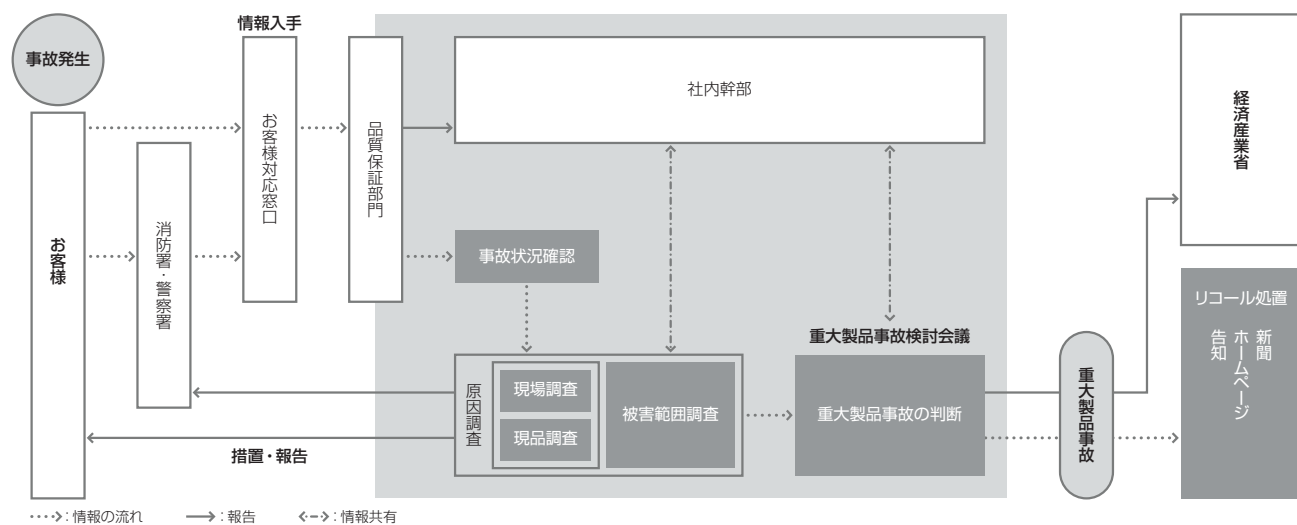 事故発生
お客様
消防署・警察署
情報入手
お客様対応窓口
品質保証部門
社内幹部
事故状況確認
原因調査
現場調査
現品調査
被害範囲調査
重大製品事故検討会議
重大製品事故の判断
措置・報告
重大製品事故
経済産業省
リコール処置
新聞
ホームページ
告知
:情報の流れ
:報告
:情報共有